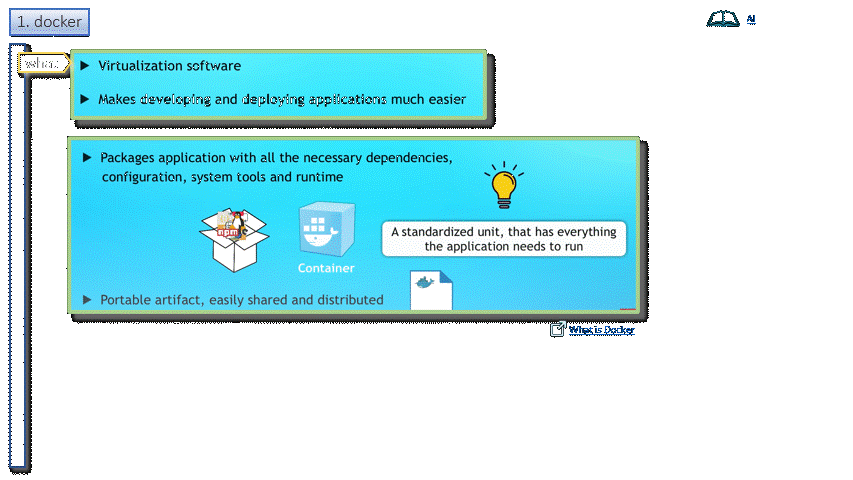 1. docker
AI
what
Virtualization software
Makes developing and deploying applications much easier
Packages application with all the necessary dependencies,
configuration, system tools and runtime
npm
A standardized unit, that has everything
the application needs to run
Container
Portable artifact, easily shared and distributed
What is Docker